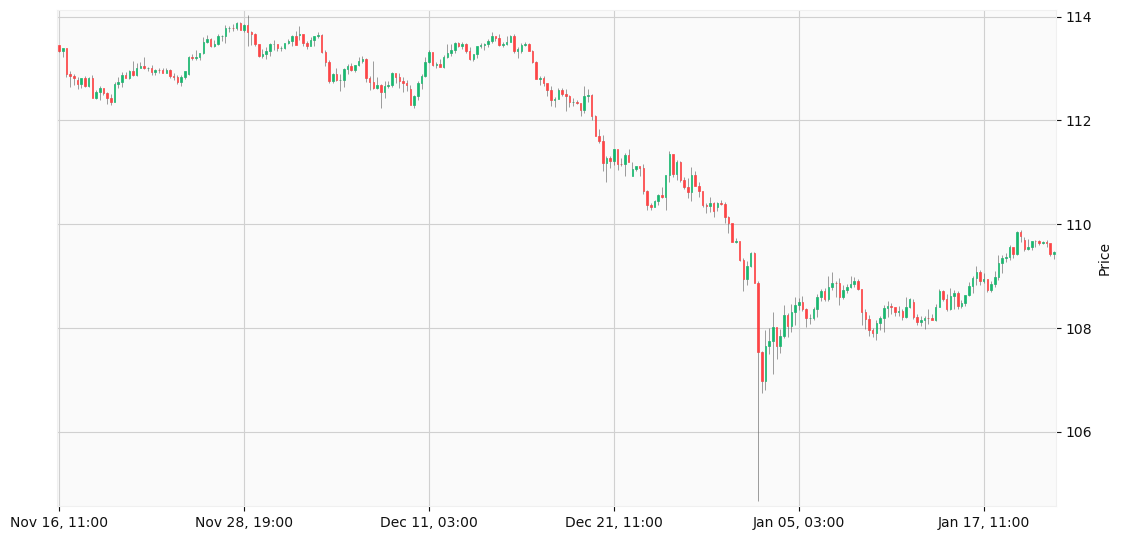 114
112
110
108
106
Price
Nov 16, 11:00
Nov 28, 19:00
Dec 11, 03:00
Dec 21, 11:00
Jan 05, 03:00
Jan 17, 11:00